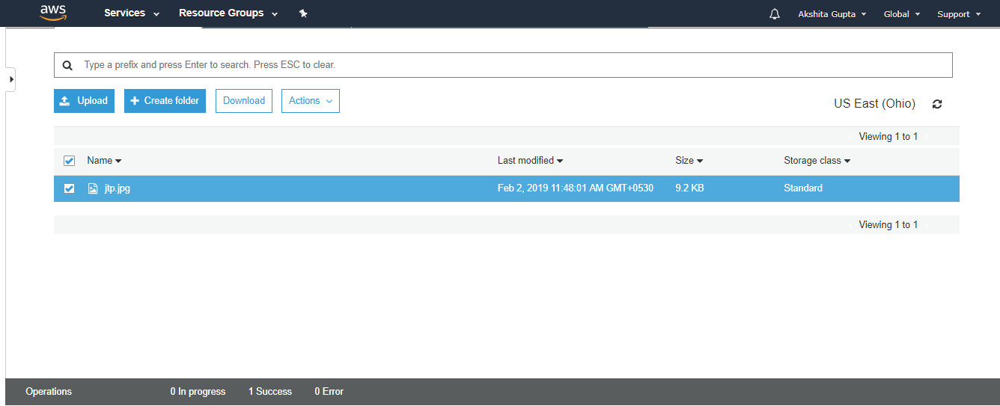 aws Services Resource Groups Akshita Gupta Global Support
Type a prefix and press Enter to search. Press ESC to clear.
Upload Create folder Download Actions US East (Ohio)
Viewing 1 to 1
Name Last modified Size Storage class
jtp.jpg Feb 2, 2019 11:48:01 AM GMT+0530 9.2 KB Standard
Viewing 1 to 1
Operations 0 In progress 1 Success 0 Error